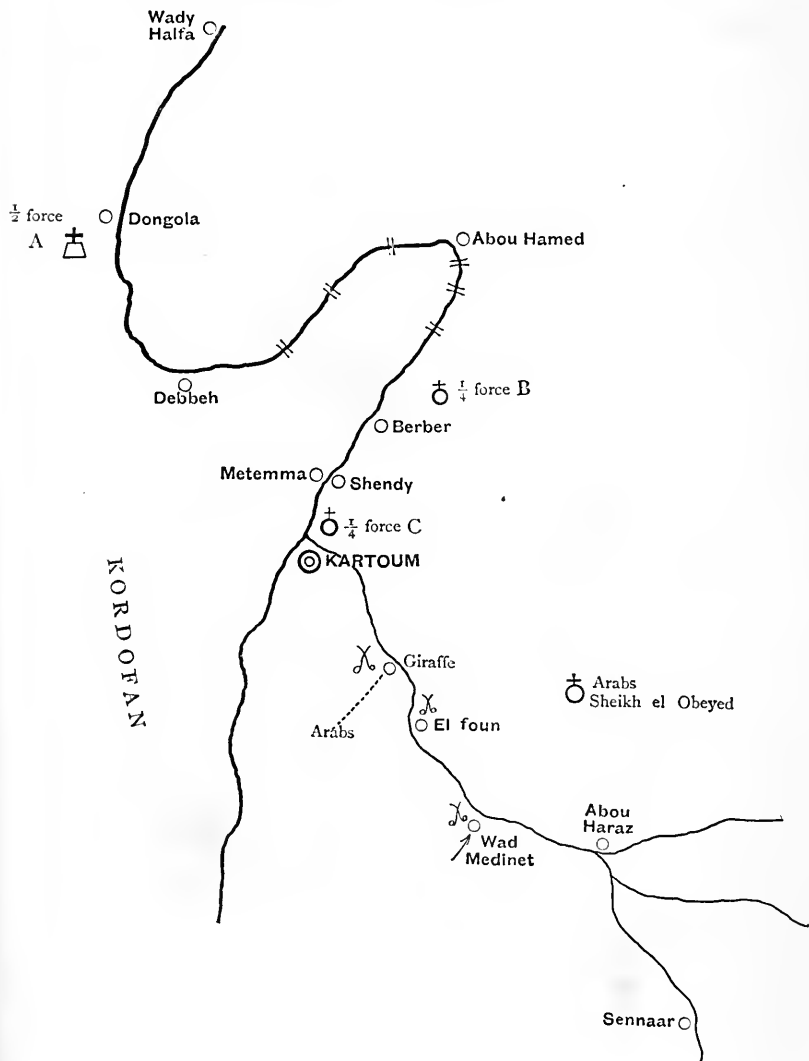 Wady
Halfa
1/2 force
A
Dongola
Abou Hamed
Debbeh
1/4 force B
Berber
Metemma
Shendy
1/4 force C
KARTOUM
KORDOFAN
Giraffe
Arabs
El foun
Arabs
Sheikh el Obeyed
Wad
Medinet
Abou
Haraz
Sennaar